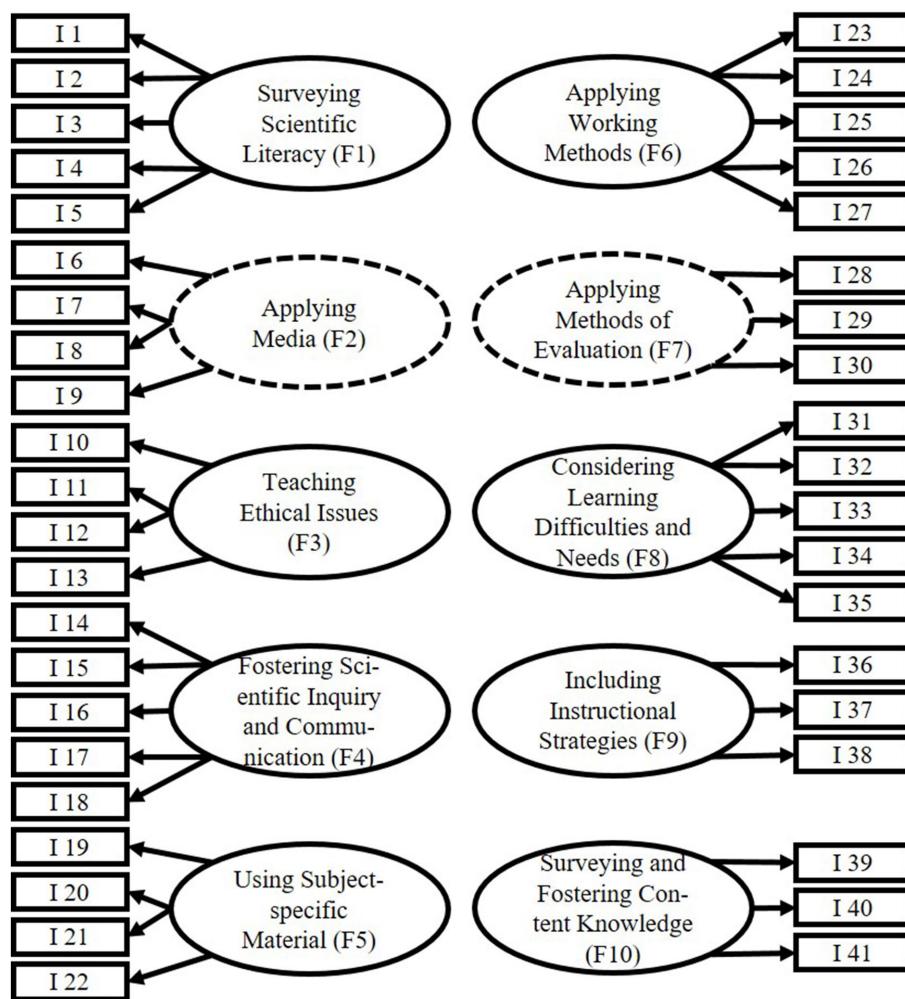 I 1
I 2
I 3
I 4
I 5
Surveying
Scientific
Literacy (F1)
I 6
I 7
I 8
I 9
Applying
Media (F2)
I 10
I 11
I 12
I 13
Teaching
Ethical Issues
(F3)
I 14
I 15
I 16
I 17
I 18
Fostering Sci-
entific Inquiry
and Commu-
nication (F4)
I 19
I 20
I 21
I 22
Using Subject-
specific
Material (F5)
Applying
Working
Methods (F6)
I 23
I 24
I 25
I 26
I 27
Applying
Methods of
Evaluation (F7)
I 28
I 29
I 30
Considering
Learning
Difficulties and
Needs (F8)
I 31
I 32
I 33
I 34
I 35
Including
Instructional
Strategies (F9)
I 36
I 37
I 38
Surveying and
Fostering Con-
tent Knowledge
(F10)
I 39
I 40
I 41